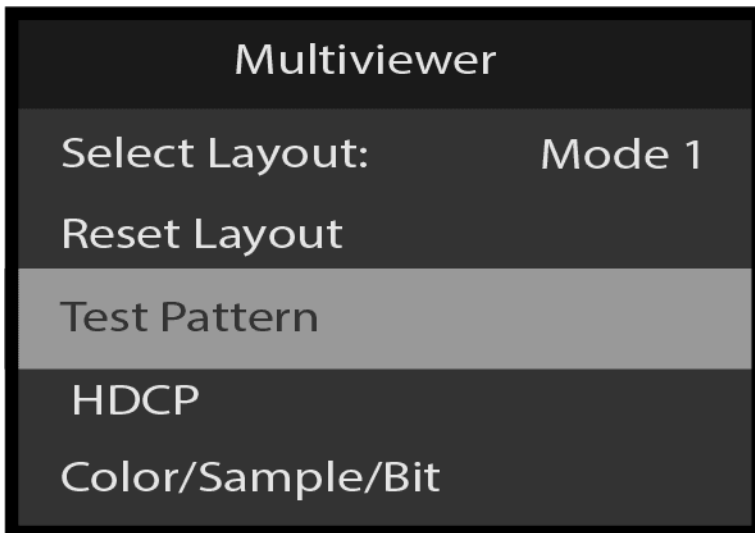 Multiviewer
Select Layout: Mode 1
Reset Layout
Test Pattern
HDCP
Color/Sample/Bit